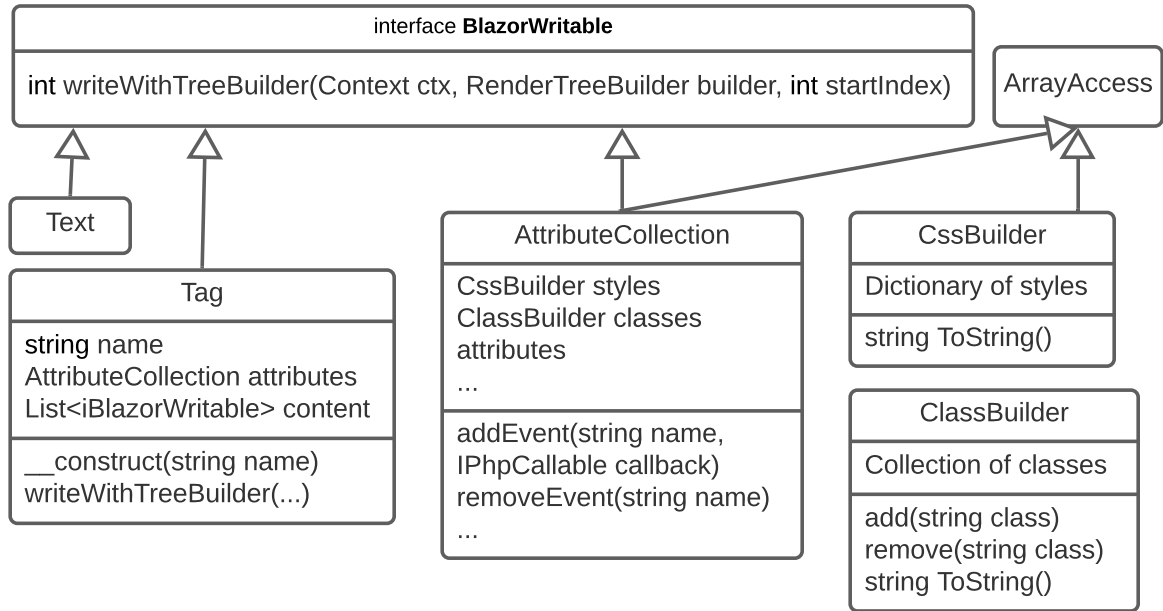 interface BlazorWritable
int writeWithTreeBuilder(Context ctx, RenderTreeBuilder builder, int startIndex)
ArrayAccess
Text
Tag
string name
AttributeCollection attributes
List<iBlazorWritable> content
__construct(string name)
writeWithTreeBuilder(...)
AttributeCollection
CssBuilder styles
ClassBuilder classes
attributes
...
addEvent(string name,
IPhpCallable callback)
removeEvent(string name)
...
CssBuilder
Dictionary of styles
string ToString()
ClassBuilder
Collection of classes
add(string class)
remove(string class)
string ToString()